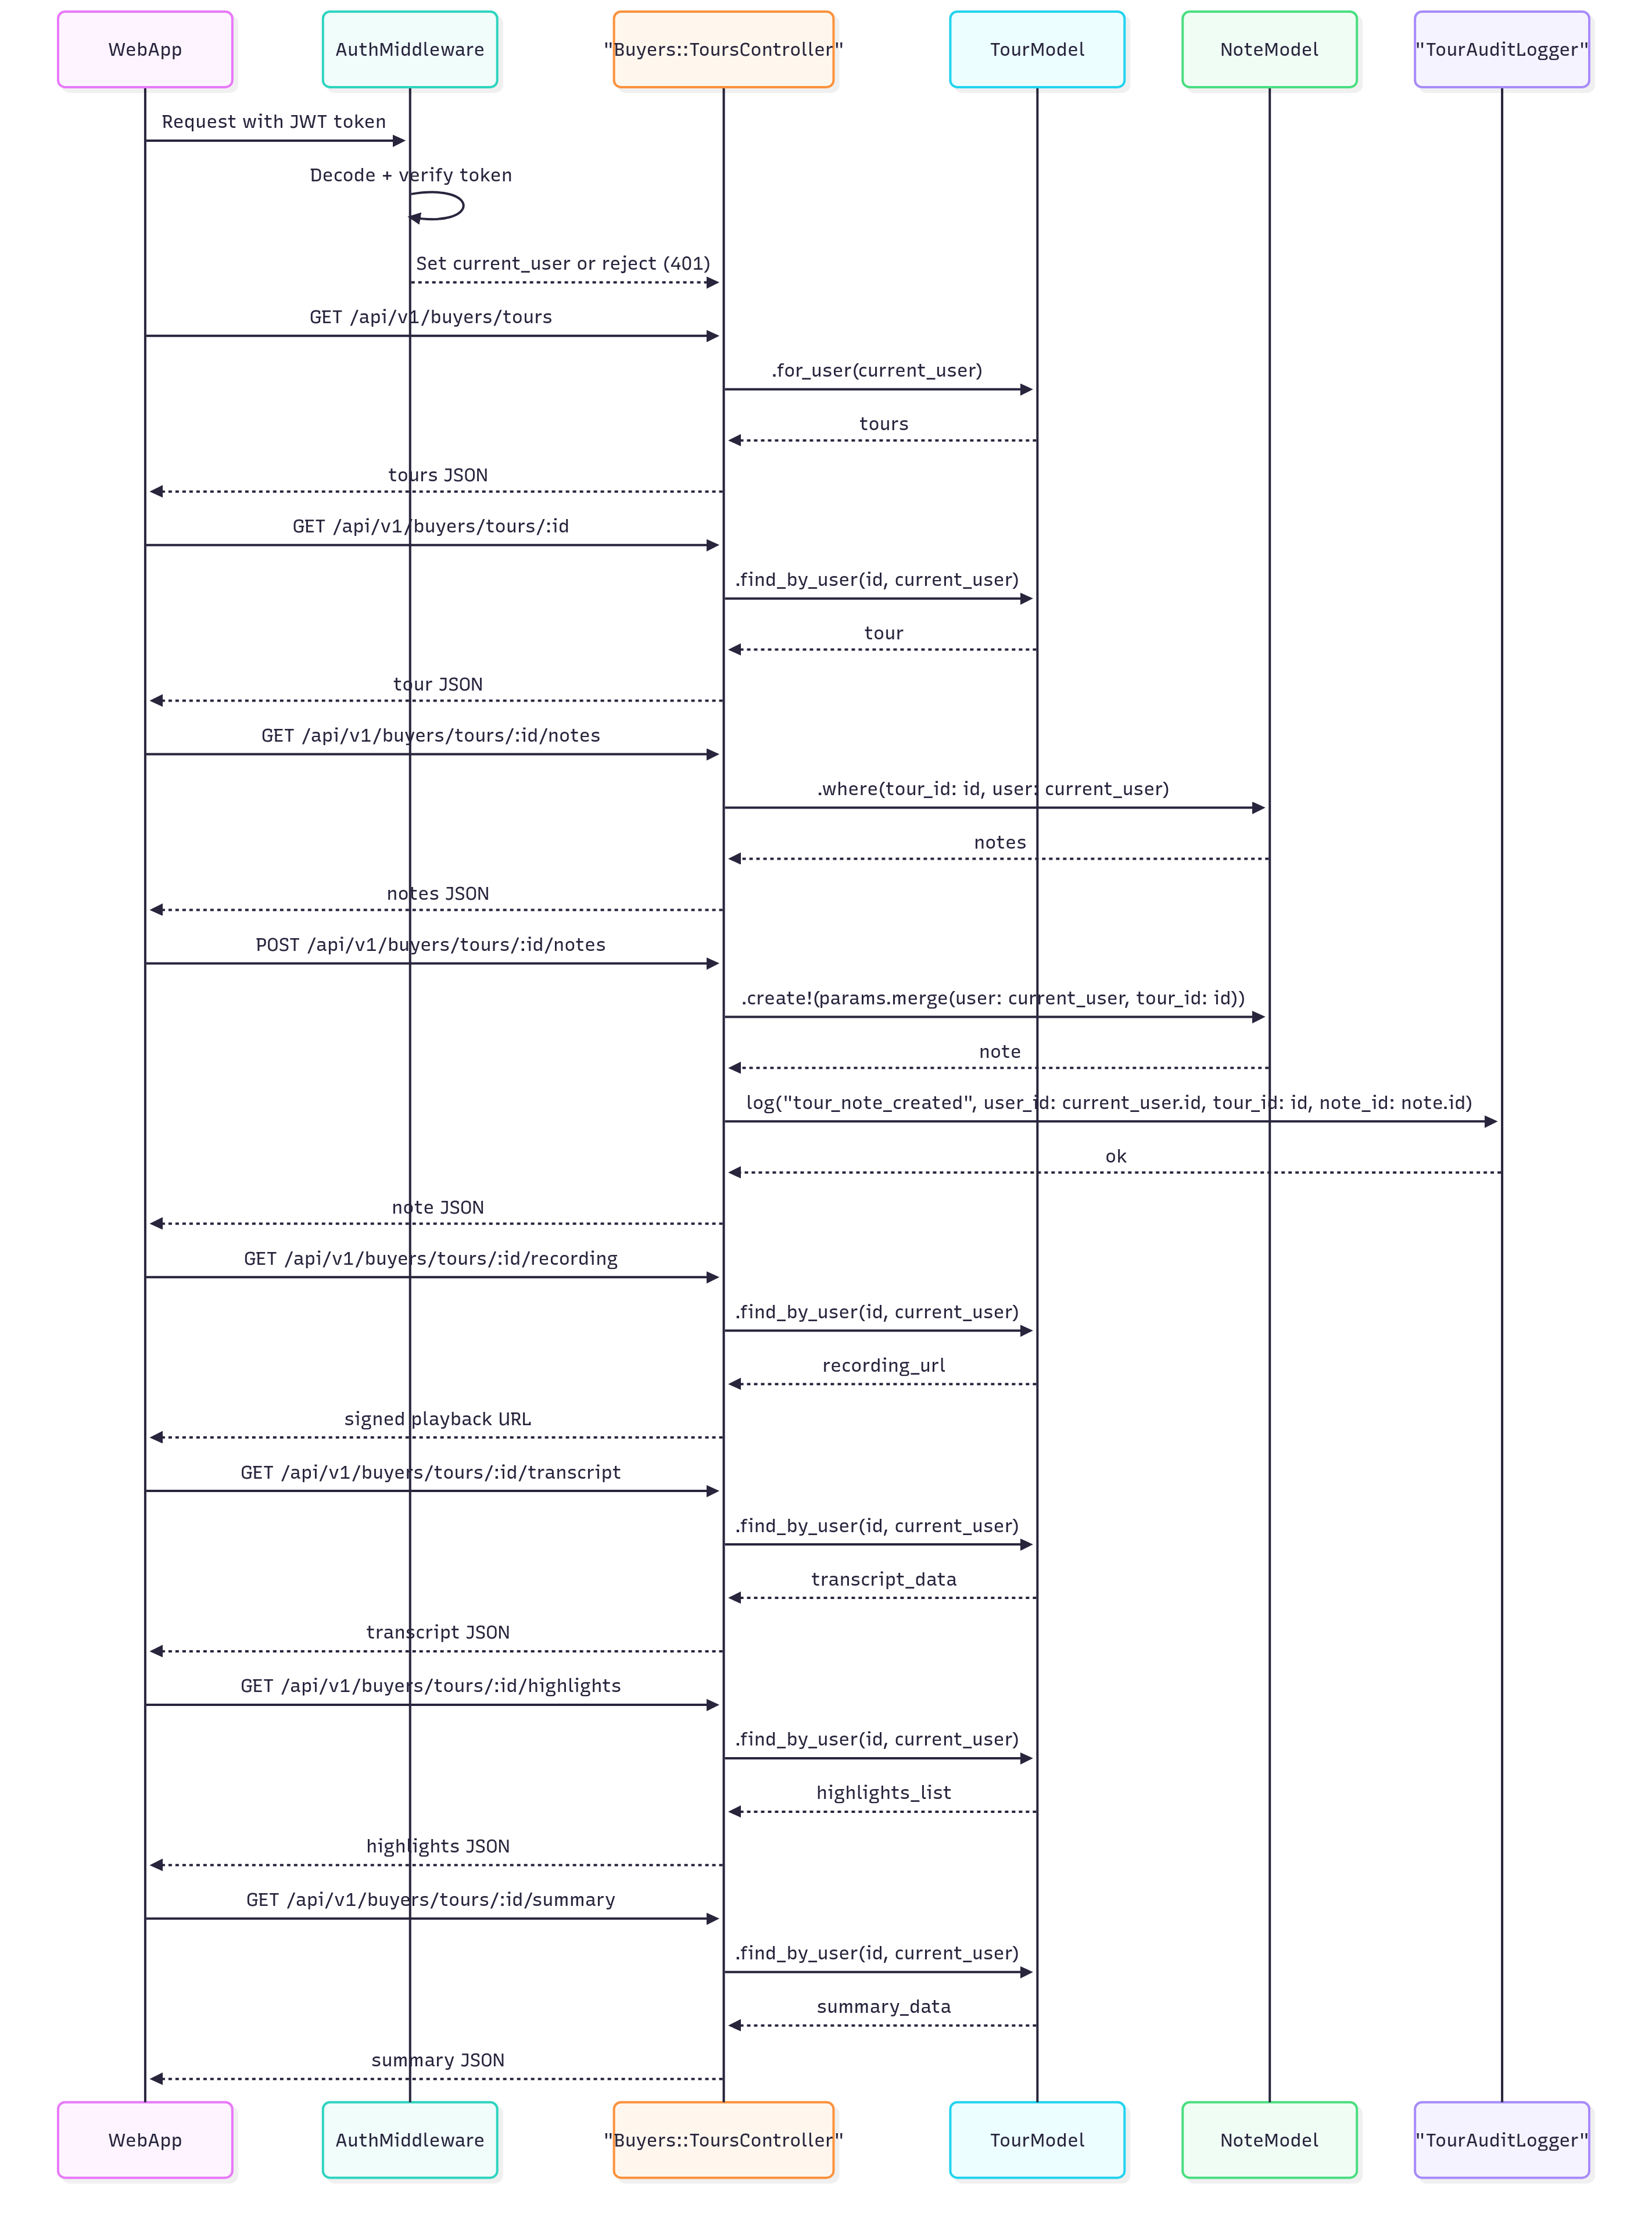 WebApp
AuthMiddleware
"Buyers::ToursController"
TourModel
NoteModel
"TourAuditLogger"
Request with JWT token
Decode + verify token
Set current_user or reject (401)
GET /api/v1/buyers/tours
.for_user(current_user)
tours
tours JSON
GET /api/v1/buyers/tours/:id
.find_by_user(id, current_user)
tour
tour JSON
GET /api/v1/buyers/tours/:id/notes
.where(tour_id: id, user: current_user)
notes
notes JSON
POST /api/v1/buyers/tours/:id/notes
.create!(params.merge(user: current_user, tour_id: id))
note
log("tour_note_created", user_id: current_user.id, tour_id: id, note_id: note.id)
ok
note JSON
GET /api/v1/buyers/tours/:id/recording
.find_by_user(id, current_user)
recording_url
signed playback URL
GET /api/v1/buyers/tours/:id/transcript
.find_by_user(id, current_user)
transcript_data
transcript JSON
GET /api/v1/buyers/tours/:id/highlights
.find_by_user(id, current_user)
highlights_list
highlights JSON
GET /api/v1/buyers/tours/:id/summary
.find_by_user(id, current_user)
summary_data
summary JSON
WebApp
AuthMiddleware
"Buyers::ToursController"
TourModel
NoteModel
"TourAuditLogger"